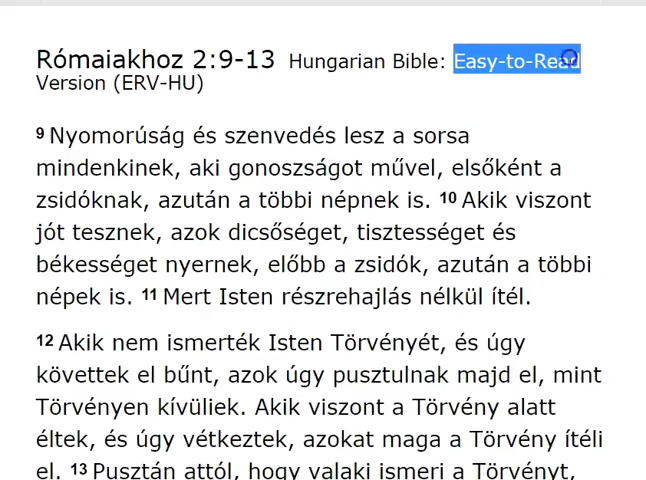 Rómaiakhoz 2:9-13 Hungarian Bible: Easy-to-Read
Version (ERV-HU)
9 Nyomorúság és szenvedés lesz a sorsa
mindenkinek, aki gonoszságot művel, elsőként a
zsidóknak, azután a többi népnek is. 10 Akik viszont
jót tesznek, azok dicsőséget, tisztességet és
békességet nyernek, előbb a zsidók, azután a többi
népek is. 11 Mert Isten részrehajlás nélkül ítél.
12 Akik nem ismerték Isten Törvényét, és úgy
követtek el bűnt, azok úgy pusztulnak majd el, mint
Törvényen kívüliek. Akik viszont a Törvény alatt
éltek, és úgy vétkeztek, azokat maga a Törvény ítéli
el. 13 Pusztán attól, hogy valaki ismeri a Törvényt,